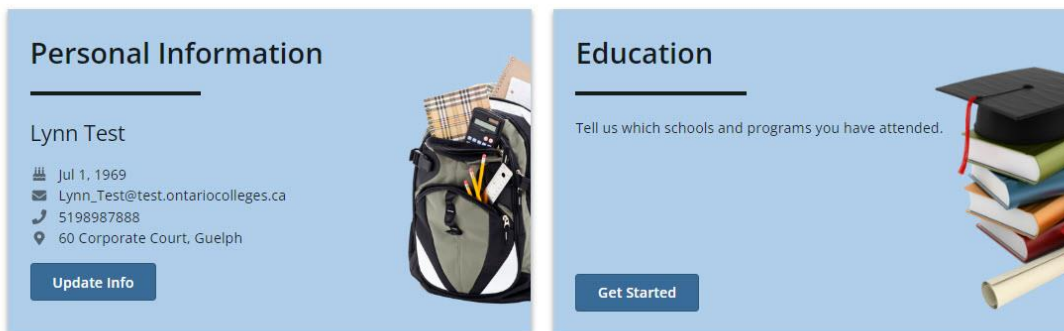 Personal Information
Lynn Test
Jul 1, 1969
Lynn_Test@test.ontariocolleges.ca
5198987888
60 Corporate Court, Guelph
Update Info
Education
Tell us which schools and programs you have attended.
Get Started